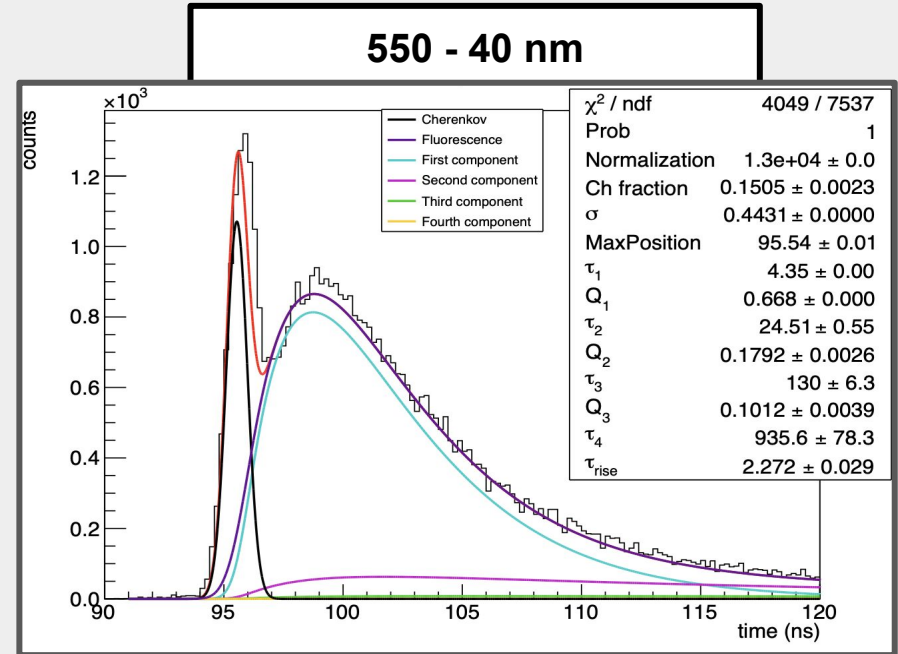 550 - 40 nm
×10³
counts
Cherenkov
Fluorescence
First component
Second component
Third component
Fourth component
χ² / ndf 4049 / 7537
Prob 1
Normalization 1.3e+04 ± 0.0
Ch fraction 0.1505 ± 0.0023
σ 0.4431 ± 0.0000
MaxPosition 95.54 ± 0.01
τ₁ 4.35 ± 0.00
Q₁ 0.668 ± 0.000
τ₂ 24.51 ± 0.55
Q₂ 0.1792 ± 0.0026
τ₃ 130 ± 6.3
Q₃ 0.1012 ± 0.0039
τ₄ 935.6 ± 78.3
τrise 2.272 ± 0.029
1.2
1.0
0.8
0.6
0.4
0.2
0.0
90 95 100 105 110 115 120
time (ns)